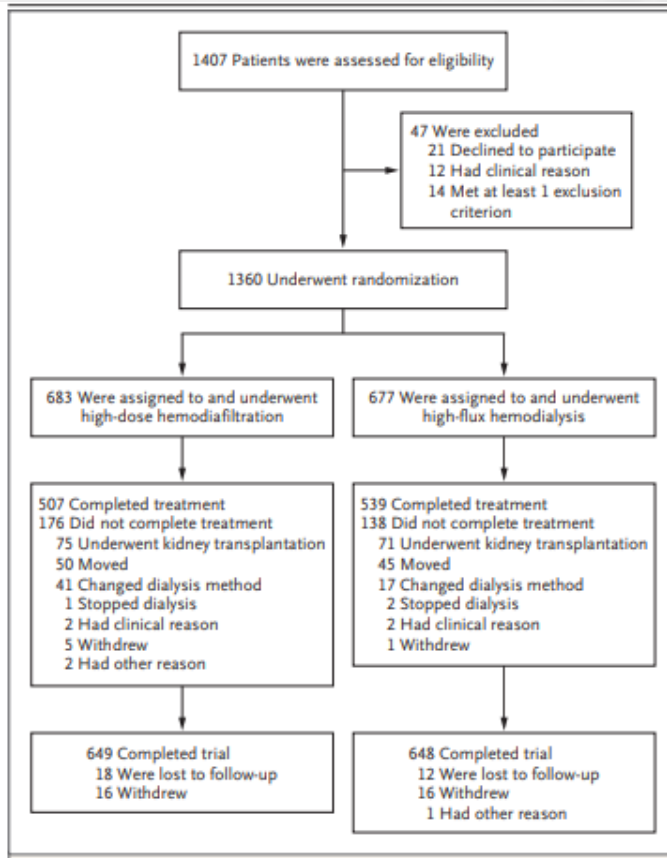 1407 Patients were assessed for eligibility
47 Were excluded
21 Declined to participate
12 Had clinical reason
14 Met at least 1 exclusion
criterion
1360 Underwent randomization
683 Were assigned to and underwent
high-dose hemodiafiltration
677 Were assigned to and underwent
high-flux hemodialysis
507 Completed treatment
176 Did not complete treatment
75 Underwent kidney transplantation
50 Moved
41 Changed dialysis method
1 Stopped dialysis
2 Had clinical reason
5 Withdrew
2 Had other reason
539 Completed treatment
138 Did not complete treatment
71 Underwent kidney transplantation
45 Moved
17 Changed dialysis method
2 Stopped dialysis
2 Had clinical reason
1 Withdrew
649 Completed trial
18 Were lost to follow-up
16 Withdrew
648 Completed trial
12 Were lost to follow-up
16 Withdrew
1 Had other reason